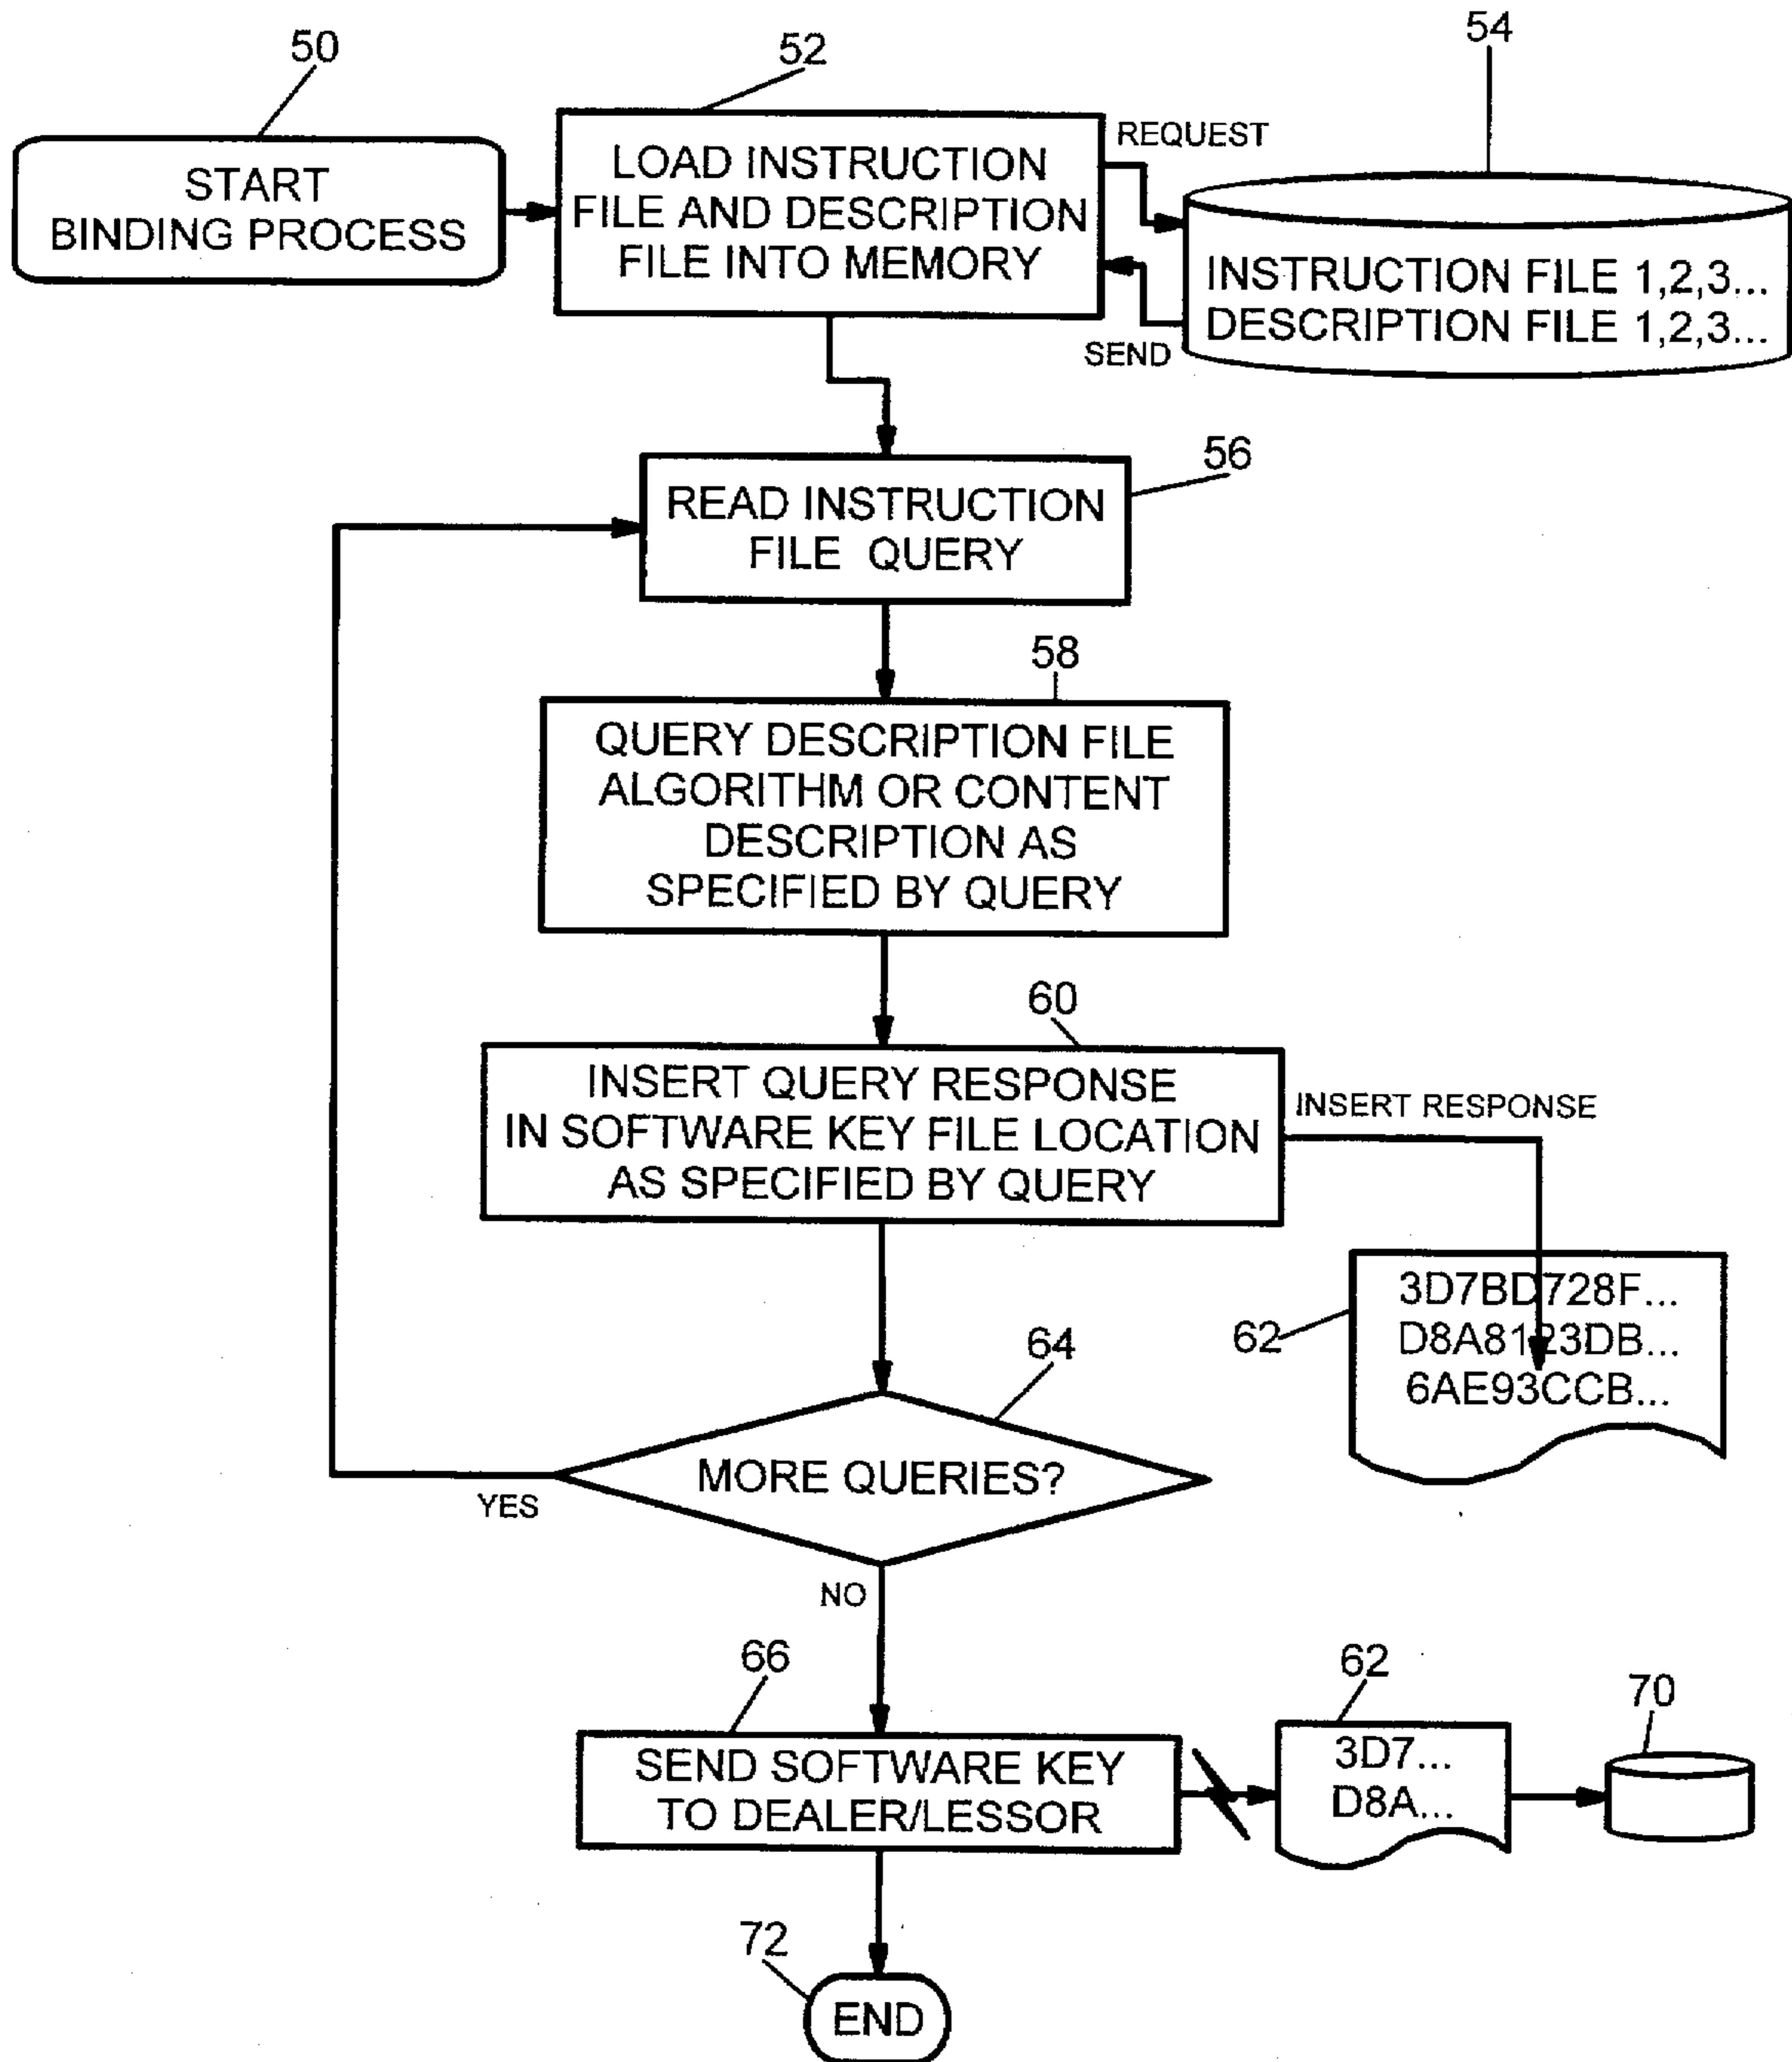 50
52
54
START
BINDING PROCESS
LOAD INSTRUCTION
FILE AND DESCRIPTION
FILE INTO MEMORY
REQUEST
SEND
INSTRUCTION FILE 1,2,3...
DESCRIPTION FILE 1,2,3...
56
READ INSTRUCTION
FILE QUERY
58
QUERY DESCRIPTION FILE
ALGORITHM OR CONTENT
DESCRIPTION AS
SPECIFIED BY QUERY
60
INSERT QUERY RESPONSE
IN SOFTWARE KEY FILE LOCATION
AS SPECIFIED BY QUERY
INSERT RESPONSE
62
3D7BD728F...
D8A8123DB...
6AE93CCB...
64
MORE QUERIES?
YES
NO
66
SEND SOFTWARE KEY
TO DEALER/LESSOR
62
3D7...
D8A...
70
72
END